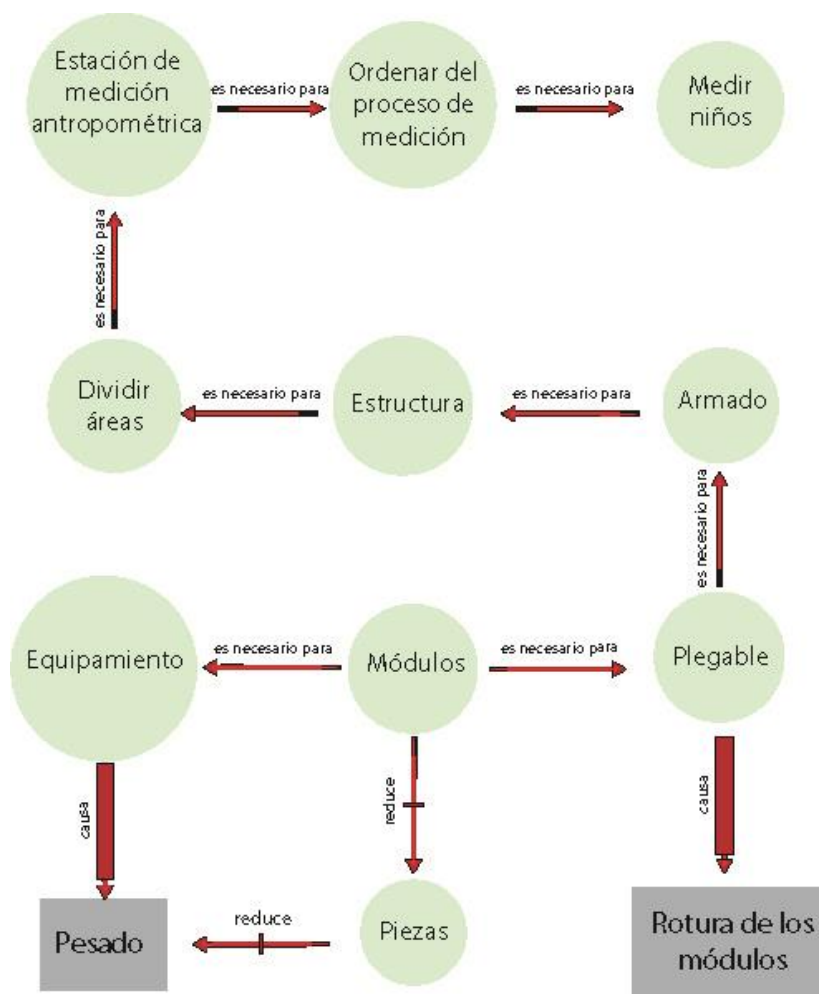 Estación de
medición
antropométrica
es necesario para
Ordenar del
proceso de
medición
es necesario para
Medir
niños
es necesario para
Dividir
áreas
es necesario para
Estructura
es necesario para
Armado
es necesario para
Equipamiento
es necesario para
Módulos
es necesario para
Plegable
causa
reduce
causa
Pesado
reduce
Piezas
Rotura de los
módulos